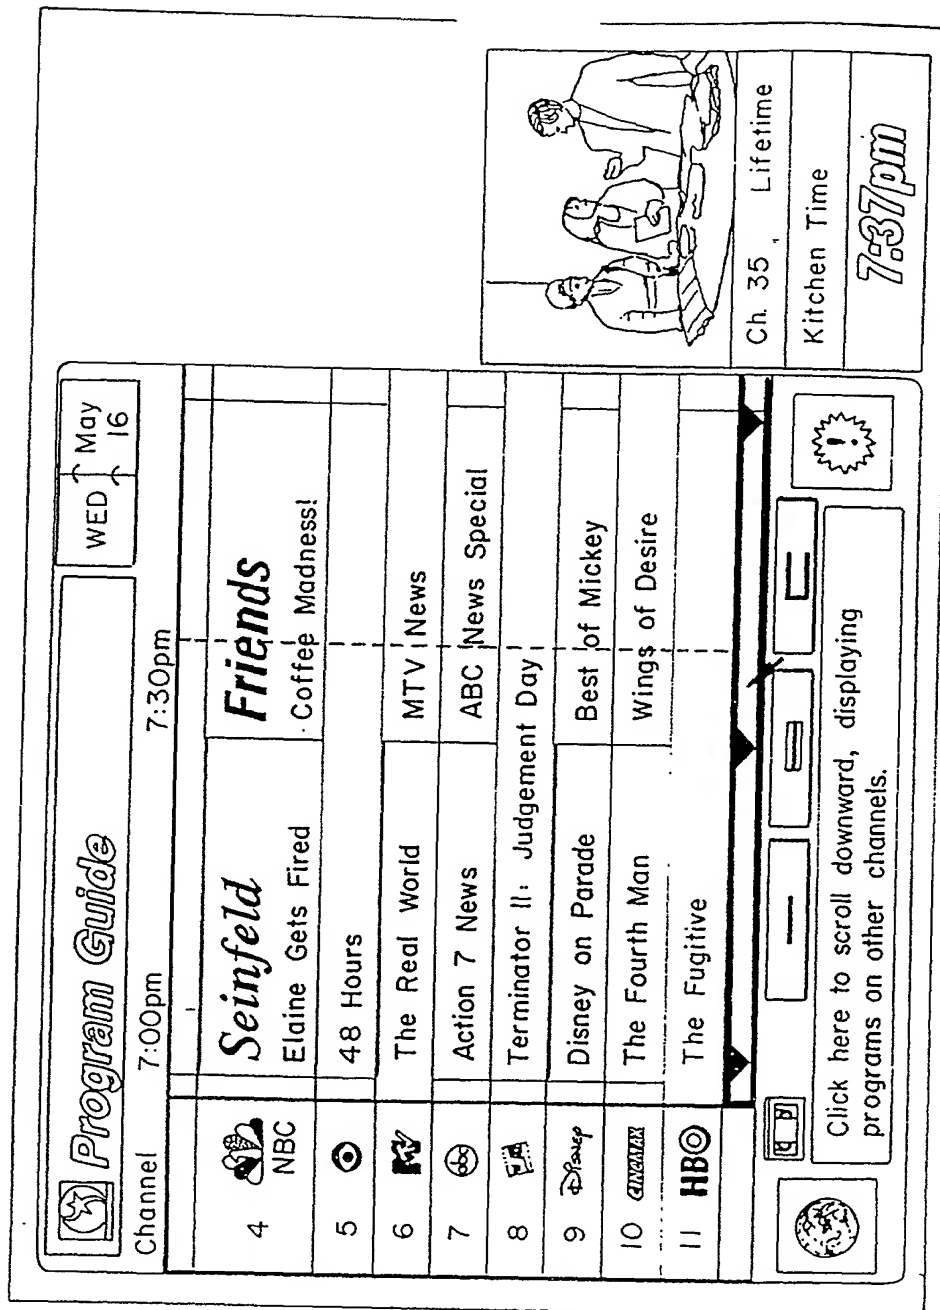 Program Guide
WED May
16
Channel 7:00pm 7:30pm
4 NBC Seinfeld Friends
Elaine Gets Fired Coffee Madness!
5 48 Hours
6 The Real World MTV News
7 abc Action 7 News ABC News Special
8 Terminator II: Judgement Day
9 Disney Disney on Parade Best of Mickey
10 CINEMAX The Fourth Man Wings of Desire
11 HBO The Fugitive
!
Click here to scroll downward, displaying
programs on other channels.
Ch. 35 Lifetime
Kitchen Time
7:37pm